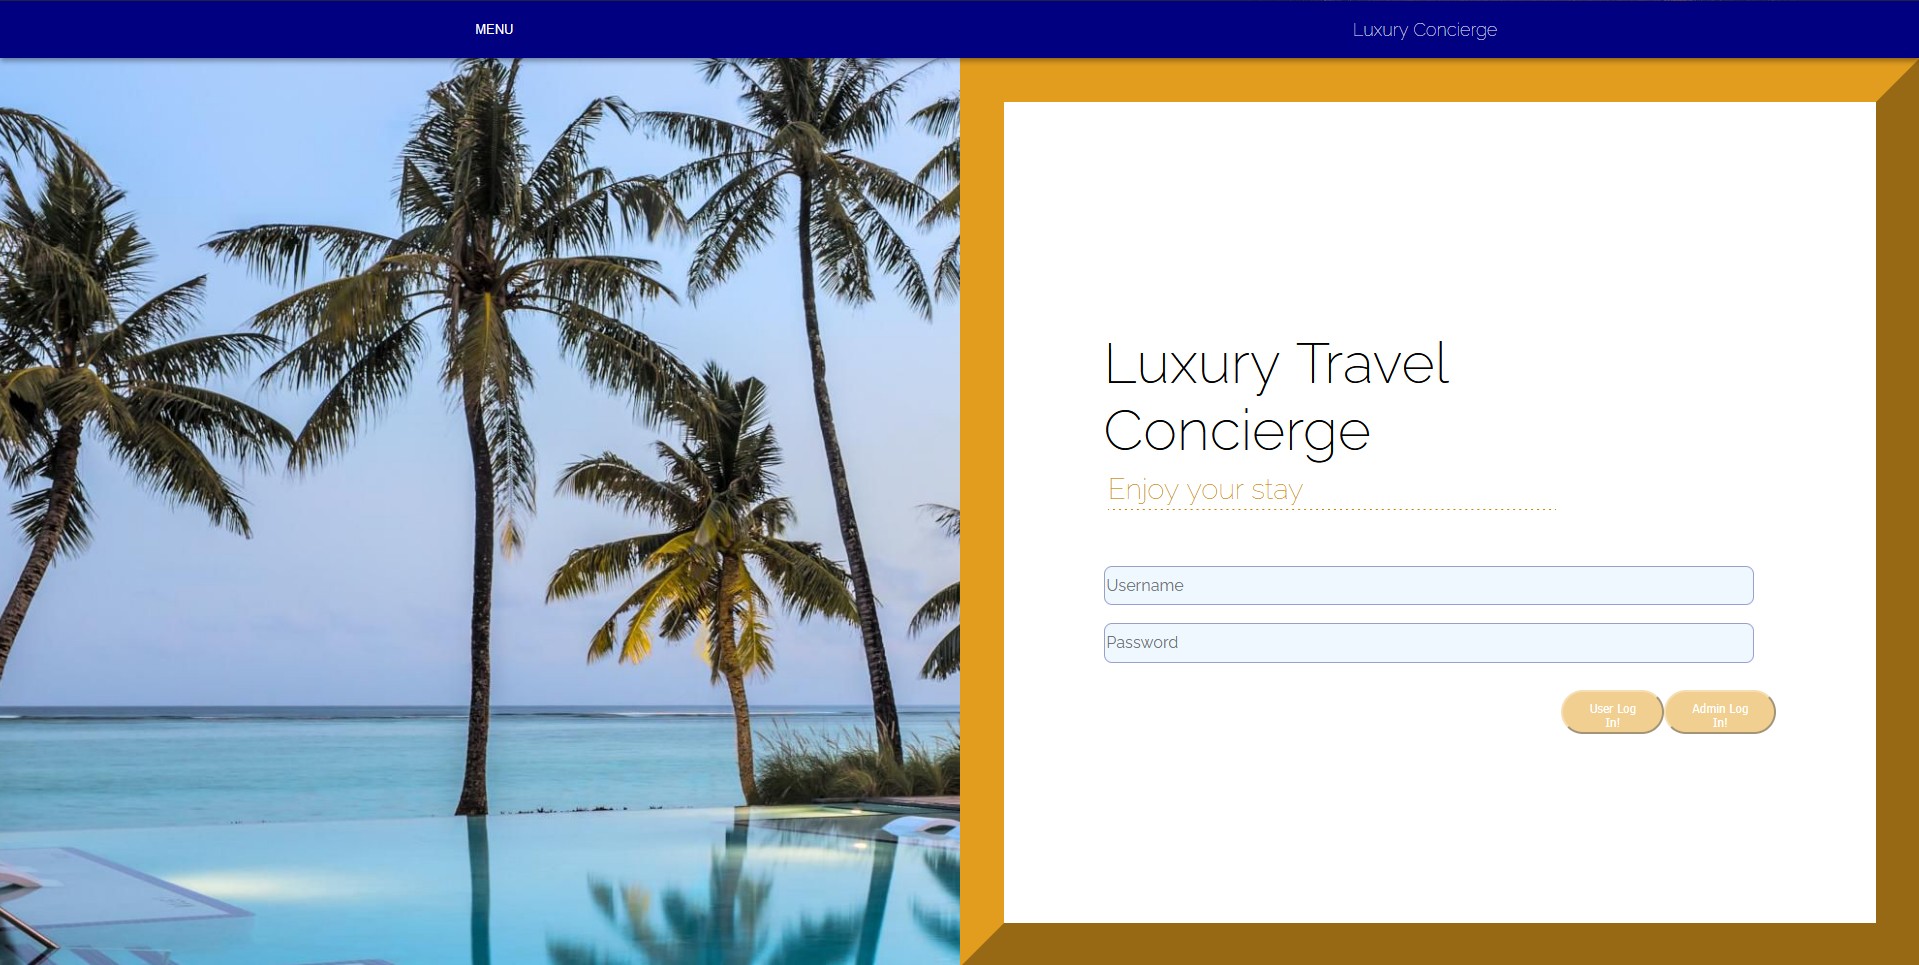 MENU
Luxury Concierge
Luxury Travel
Concierge
Enjoy your stay
Username
Password
User Log
In!
Admin Log
In!